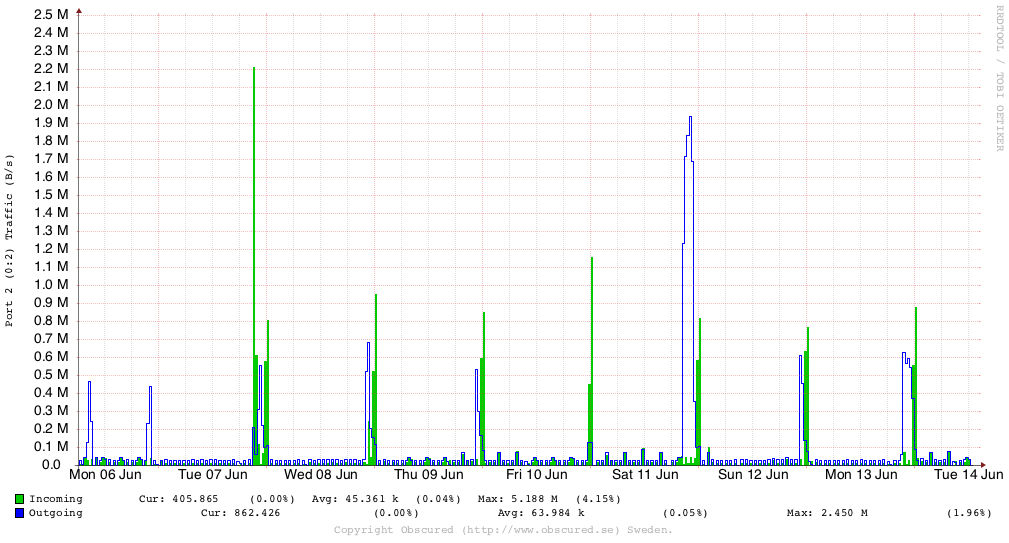 2.5 M
2.4 M
2.3 M
2.2 M
2.1 M
2.0 M
1.9 M
1.8 M
1.7 M
1.6 M
1.5 M
1.4 M
1.3 M
1.2 M
1.1 M
1.0 M
0.9 M
0.8 M
0.7 M
0.6 M
0.5 M
0.4 M
0.3 M
0.2 M
0.1 M
0.0
Port 2 (0:2) Traffic (B/s)
RRDTOOL / TOBI OETIKER
Mon 06 Jun Tue 07 Jun Wed 08 Jun Thu 09 Jun Fri 10 Jun Sat 11 Jun Sun 12 Jun Mon 13 Jun Tue 14 Jun
Incoming Cur: 405.865 (0.00%) Avg: 45.361 k (0.04%) Max: 5.188 M (4.15%)
Outgoing Cur: 862.426 (0.00%) Avg: 63.984 k (0.05%) Max: 2.450 M (1.96%)
Copyright Obscured (http://www.obscured.se) Sweden.